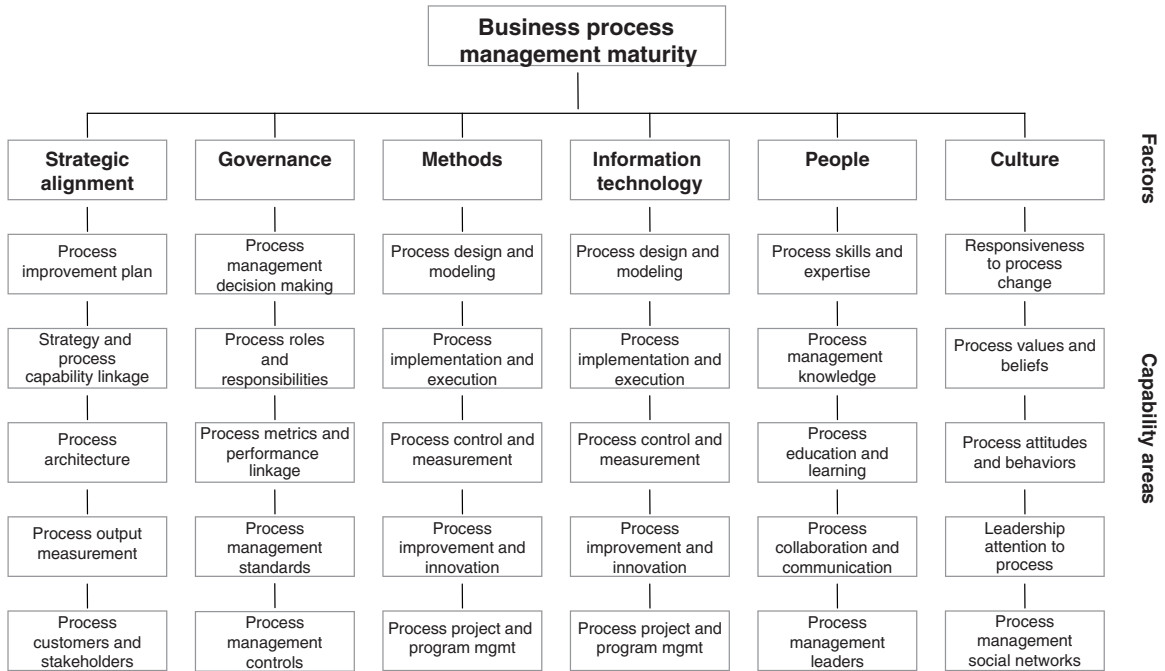 Business process
management maturity
Strategic
alignment
Governance
Methods
Information
technology
People
Culture
Factors
Process
improvement plan
Process
management
decision making
Process design and
modeling
Process design and
modeling
Process skills and
expertise
Responsiveness
to process
change
Strategy and
process
capability linkage
Process roles
and
responsibilities
Process
implementation and
execution
Process
implementation and
execution
Process
management
knowledge
Process values and
beliefs
Capability areas
Process
architecture
Process metrics and
performance
linkage
Process control and
measurement
Process control and
measurement
Process
education and
learning
Process attitudes
and behaviors
Process output
measurement
Process
management
standards
Process
improvement and
innovation
Process
improvement and
innovation
Process
collaboration and
communication
Leadership
attention to
process
Process
customers and
stakeholders
Process
management
controls
Process project and
program mgmt
Process project and
program mgmt
Process
management
leaders
Process
management
social networks